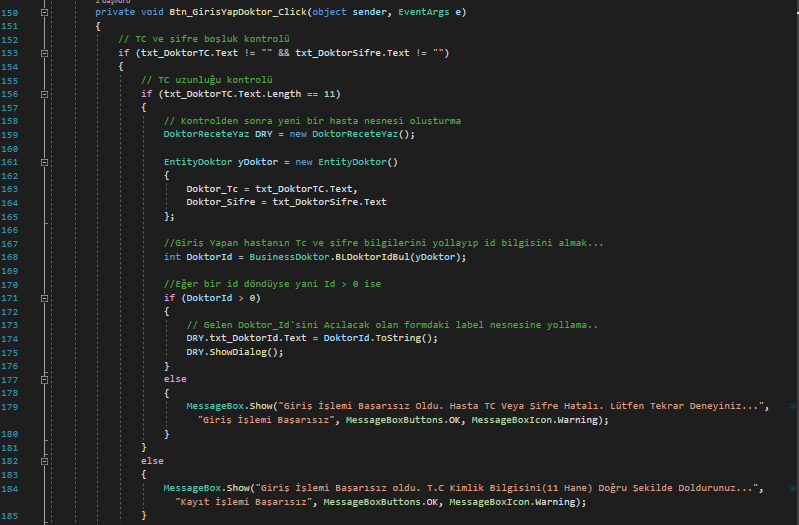 1 başvuru
150 private void Btn_GirisYapDoktor_Click(object sender, EventArgs e)
151 {
152 // TC ve şifre boşluk kontrolü
153 if (txt_DoktorTC.Text != "" && txt_DoktorSifre.Text != "")
154 {
155 // TC uzunluğu kontrolü
156 if (txt_DoktorTC.Text.Length == 11)
157 {
158 // Kontrolden sonra yeni bir hasta nesnesi oluşturma
159 DoktorReceteYaz DRY = new DoktorReceteYaz();
160
161 EntityDoktor yDoktor = new EntityDoktor()
162 {
163 Doktor_Tc = txt_DoktorTC.Text,
164 Doktor_Sifre = txt_DoktorSifre.Text
165 };
166
167 //Giriş Yapan hastanın Tc ve şifre bilgilerini yollayıp id bilgisini almak...
168 int DoktorId = BusinessDoktor.BLDoktorIdBul(yDoktor);
169
170 //Eğer bir id döndüyse yani Id > 0 ise
171 if (DoktorId > 0)
172 {
173 // Gelen Doktor_Id'sini Açılacak olan formdaki label nesnesine yollama..
174 DRY.txt_DoktorId.Text = DoktorId.ToString();
175 DRY.ShowDialog();
176 }
177 else
178 {
179 MessageBox.Show("Giriş İşlemi Başarısız Oldu. Hasta TC Veya Şifre Hatalı. Lütfen Tekrar Deneyiniz...",
"Giriş İşlemi Başarısız", MessageBoxButtons.OK, MessageBoxIcon.Warning);
180 }
181 }
182 else
183 {
184 MessageBox.Show("Giriş İşlemi Başarısız oldu. T.C Kimlik Bilgisini(11 Hane) Doğru Şekilde Doldurunuz...",
"Kayıt İşlemi Başarısız", MessageBoxButtons.OK, MessageBoxIcon.Warning);
185 }